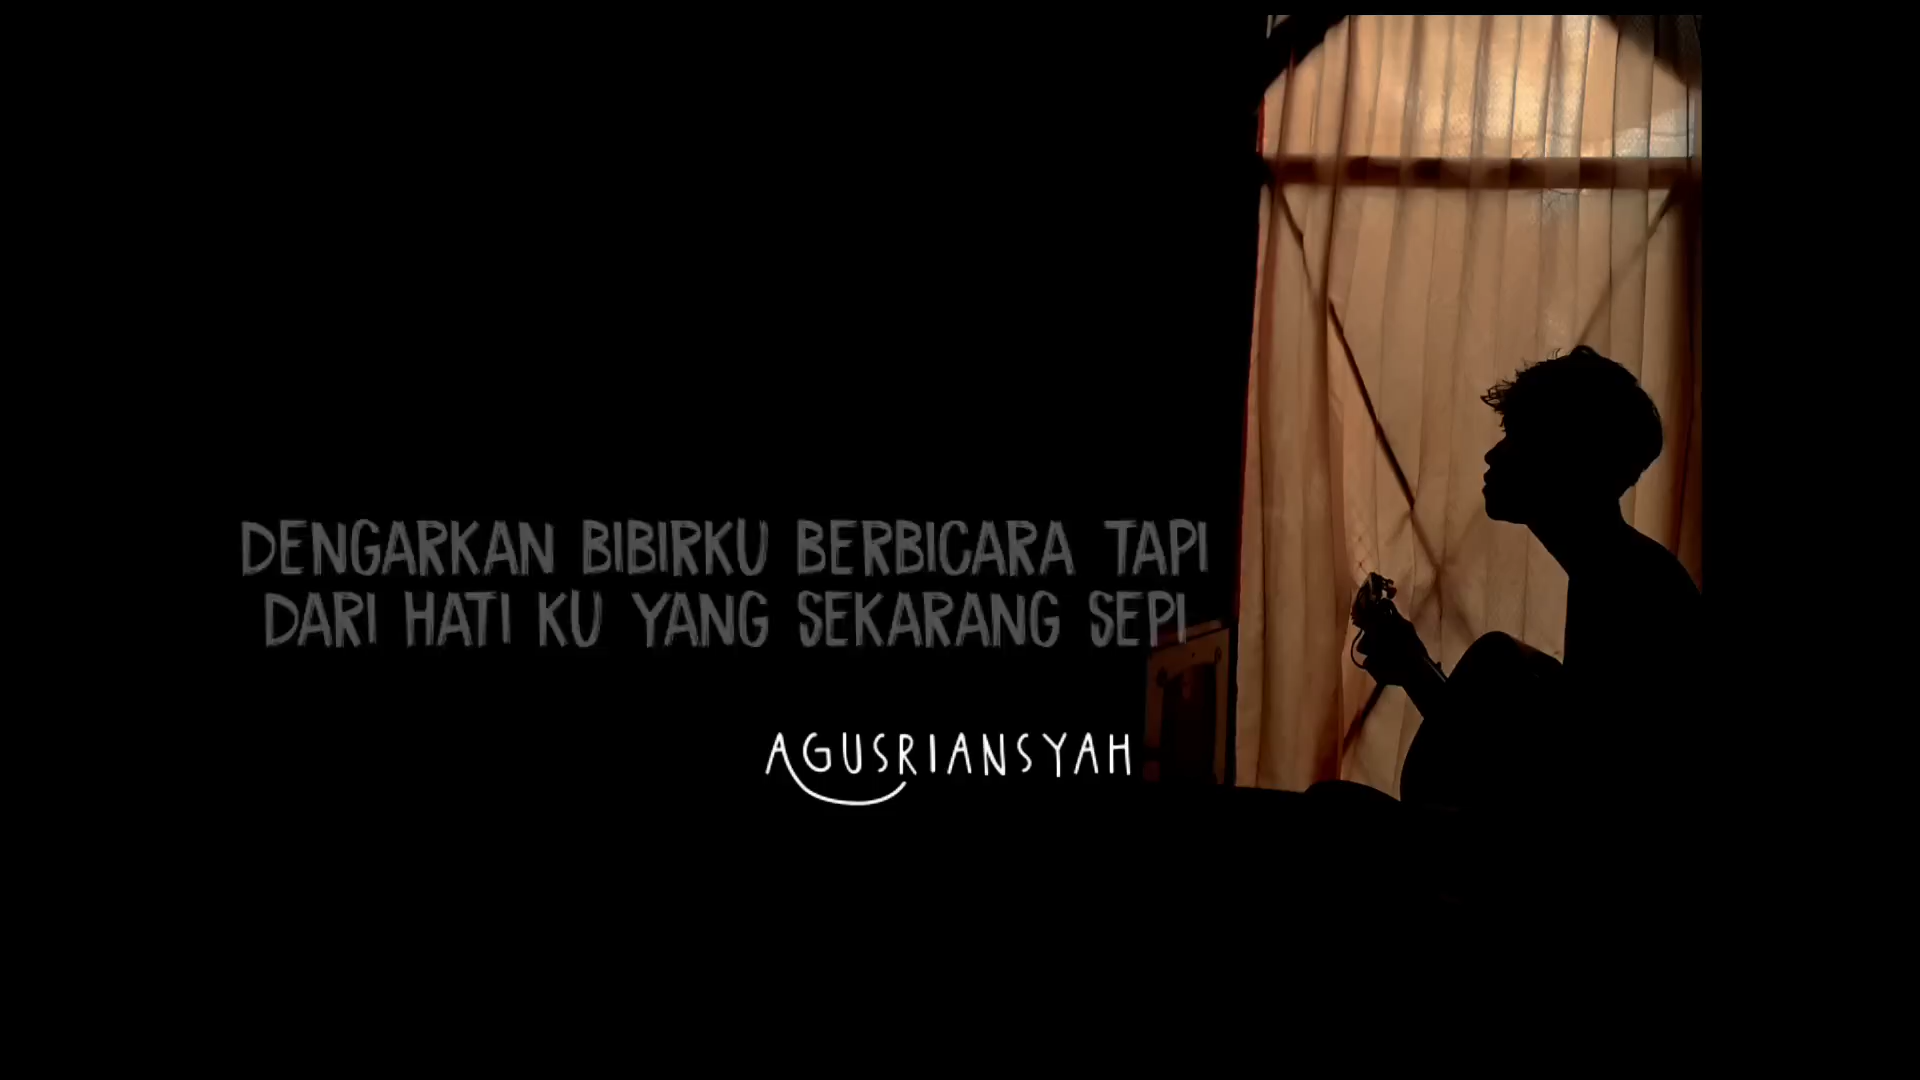 DENGARKAN BIBIRKU BERBICARA TAPI
DARI HATI KU YANG SEKARANG SEPI
AGUSRIANSYAH